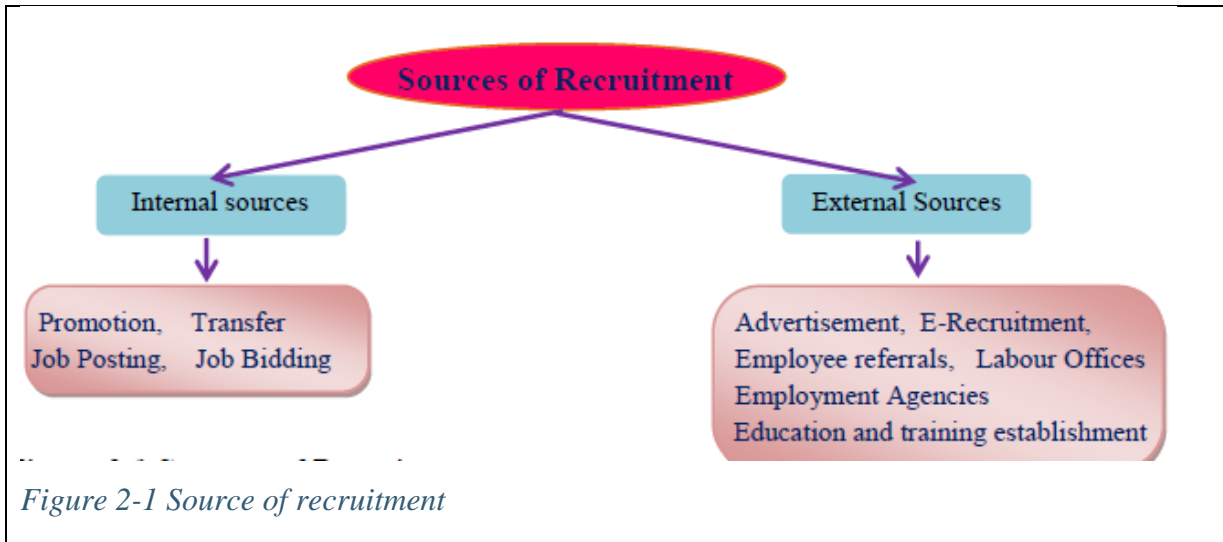 Sources of Recruitment
Internal sources
External Sources
Promotion, Transfer
Job Posting, Job Bidding
Advertisement, E-Recruitment,
Employee referrals, Labour Offices
Employment Agencies
Education and training establishment
Figure 2-1 Source of recruitment